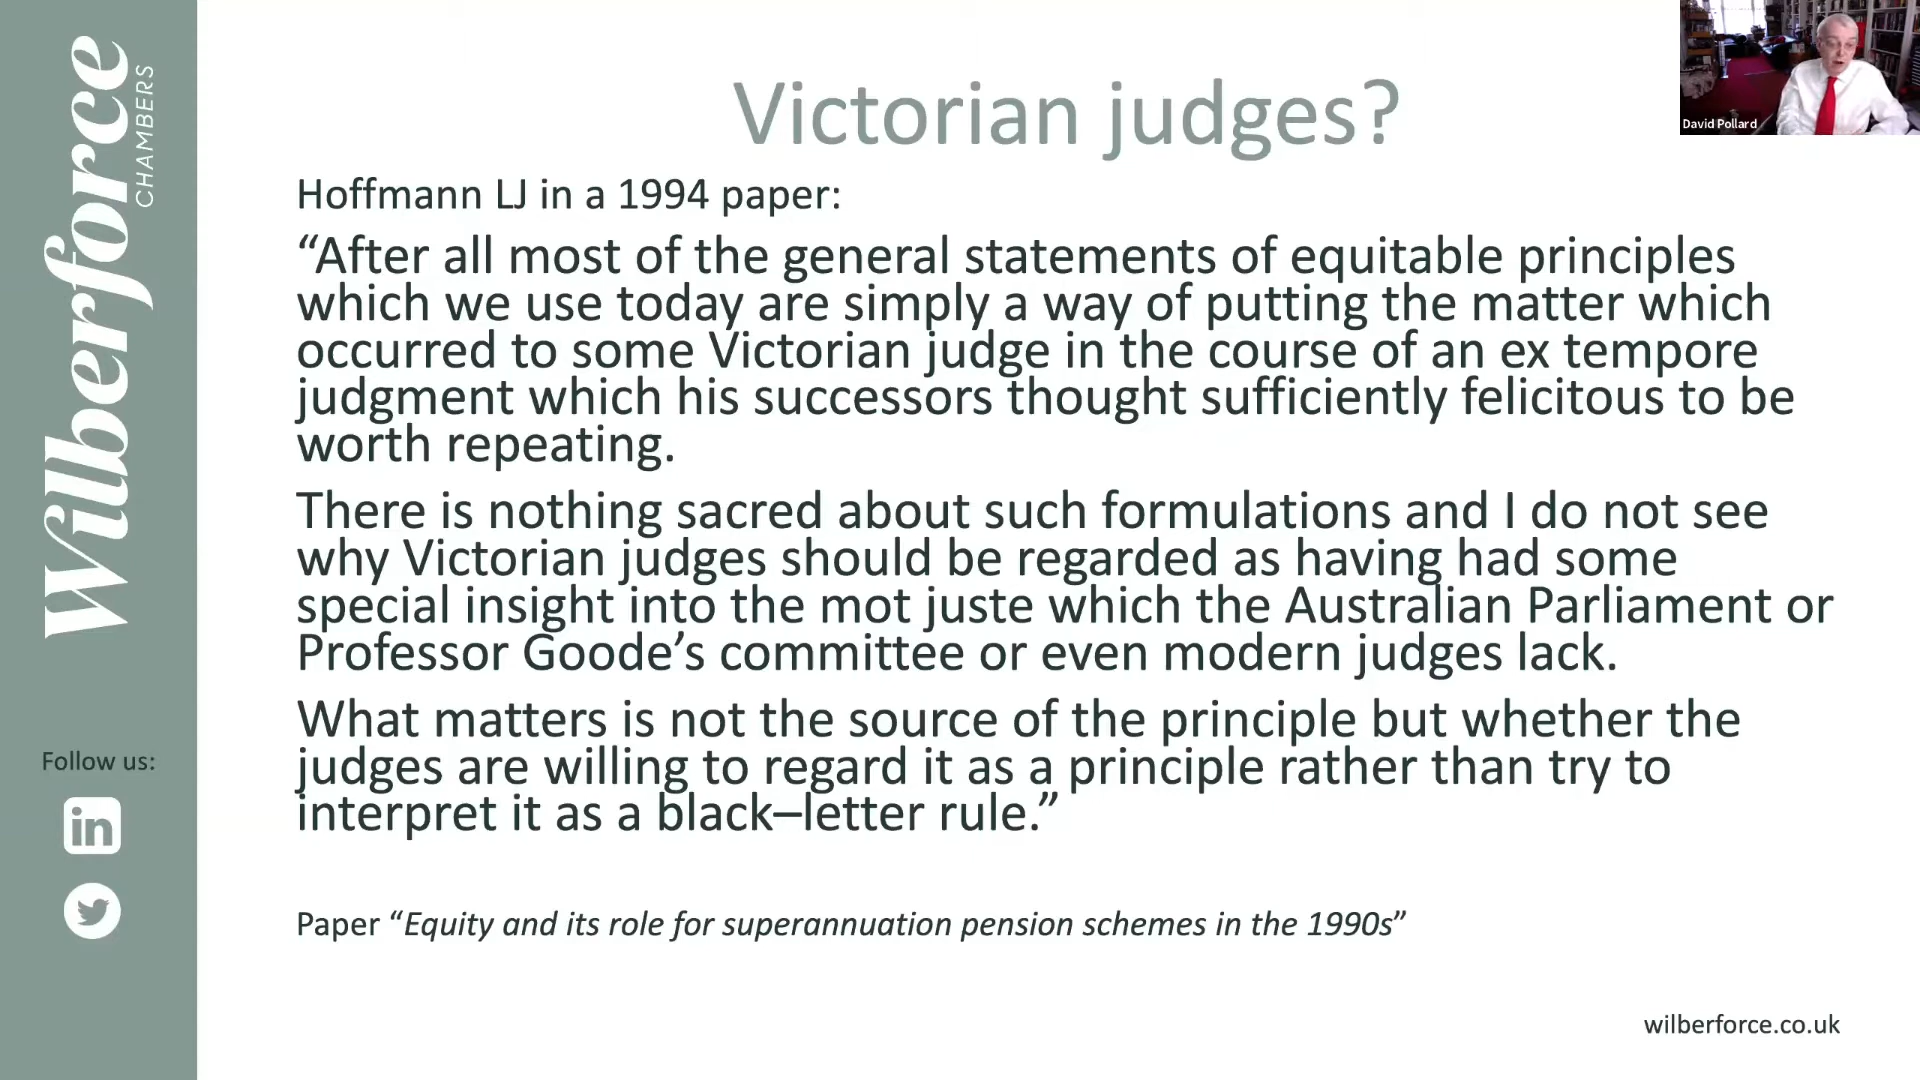 Wilberforce
CHAMBERS
Follow us:
in
Victorian judges?
Hoffmann LJ in a 1994 paper:
“After all most of the general statements of equitable principles
which we use today are simply a way of putting the matter which
occurred to some Victorian judge in the course of an ex tempore
judgment which his successors thought sufficiently felicitous to be
worth repeating.
There is nothing sacred about such formulations and I do not see
why Victorian judges should be regarded as having had some
special insight into the mot juste which the Australian Parliament or
Professor Goode’s committee or even modern judges lack.
What matters is not the source of the principle but whether the
judges are willing to regard it as a principle rather than try to
interpret it as a black–letter rule.”
Paper “Equity and its role for superannuation pension schemes in the 1990s”
wilberforce.co.uk
David Pollard